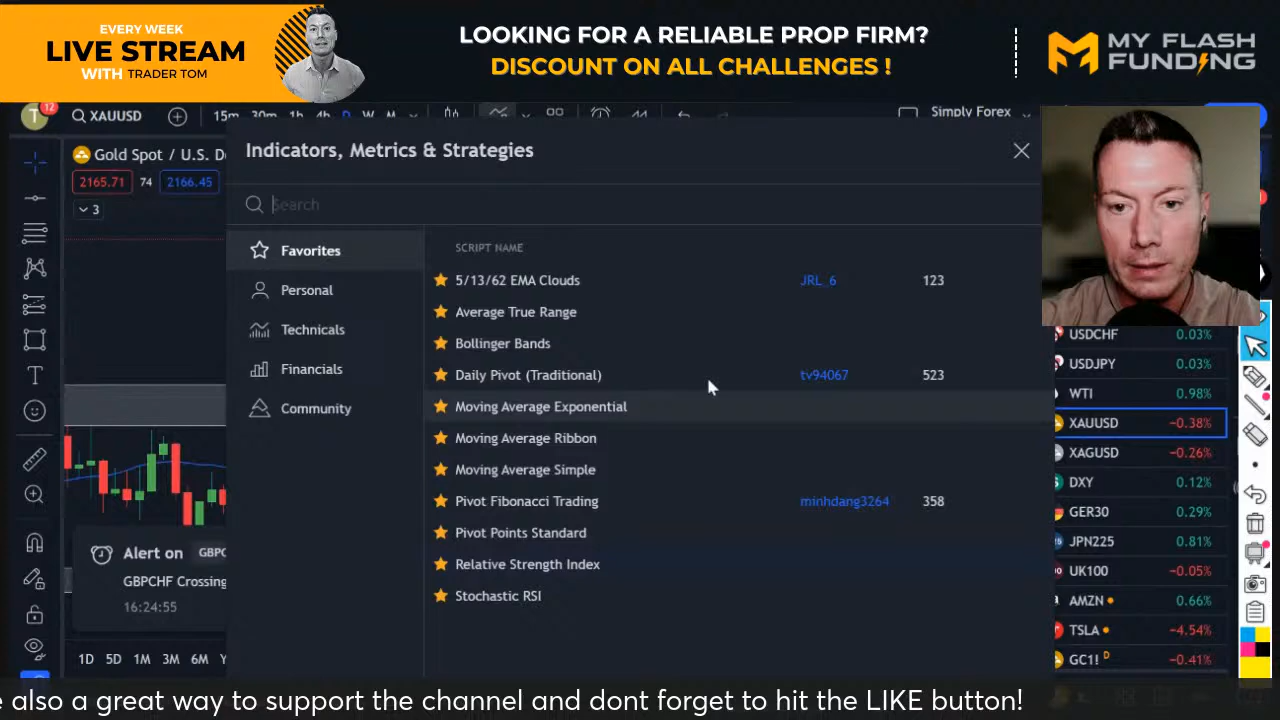 EVERY WEEK
LIVE STREAM
WITH TRADER TOM
LOOKING FOR A RELIABLE PROP FIRM?
DISCOUNT ON ALL CHALLENGES !
MY FLASH
FUNDING
T
12
XAUUSD
15m 30m 1h 4h D W M
Simply Forex
Gold Spot / U.S. Do
2165.71 74 2166.45
3
Indicators, Metrics & Strategies
Search
Favorites
Personal
Technicals
Financials
Community
SCRIPT NAME
5/13/62 EMA Clouds JRL_6 123
Average True Range
Bollinger Bands
Daily Pivot (Traditional) tv94067 523
Moving Average Exponential
Moving Average Ribbon
Moving Average Simple
Pivot Fibonacci Trading minhdang3264 358
Pivot Points Standard
Relative Strength Index
Stochastic RSI
Alert on GBPC
GBPCHF Crossing
16:24:55
1D 5D 1M 3M 6M Y
USDCHF 0.03%
USDJPY 0.03%
WTI 0.98%
XAUUSD −0.38%
XAGUSD −0.26%
DXY 0.12%
GER30 0.29%
JPN225 0.81%
UK100 −0.05%
AMZN 0.66%
TSLA −4.54%
GC1! D −0.41%
e also a great way to support the channel and dont forget to hit the LIKE button!